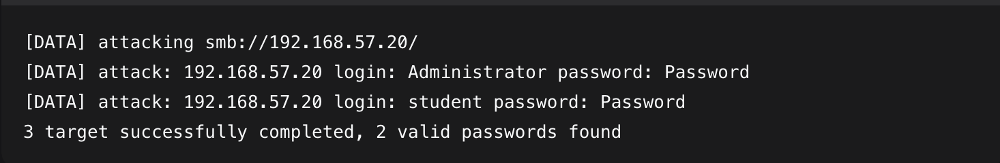 [DATA] attacking smb://192.168.57.20/
[DATA] attack: 192.168.57.20 login: Administrator password: Password
[DATA] attack: 192.168.57.20 login: student password: Password
3 target successfully completed, 2 valid passwords found